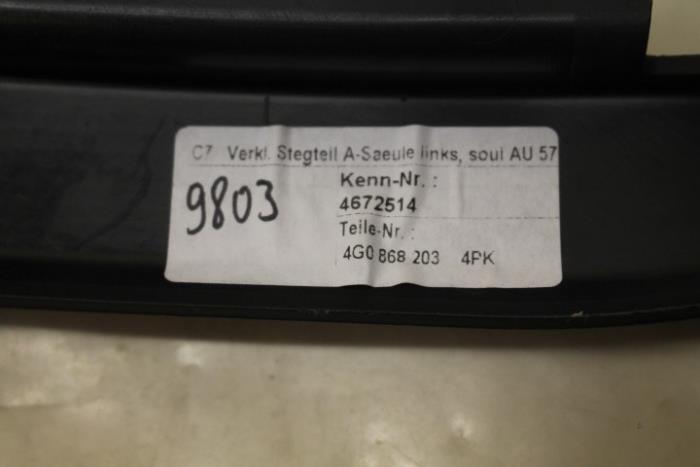 C7 Verkl. Stegteil A-Saeule links, soul AU 57
9803
Kenn-Nr. :
4672514
Teile-Nr. :
4G0 868 203 4PK